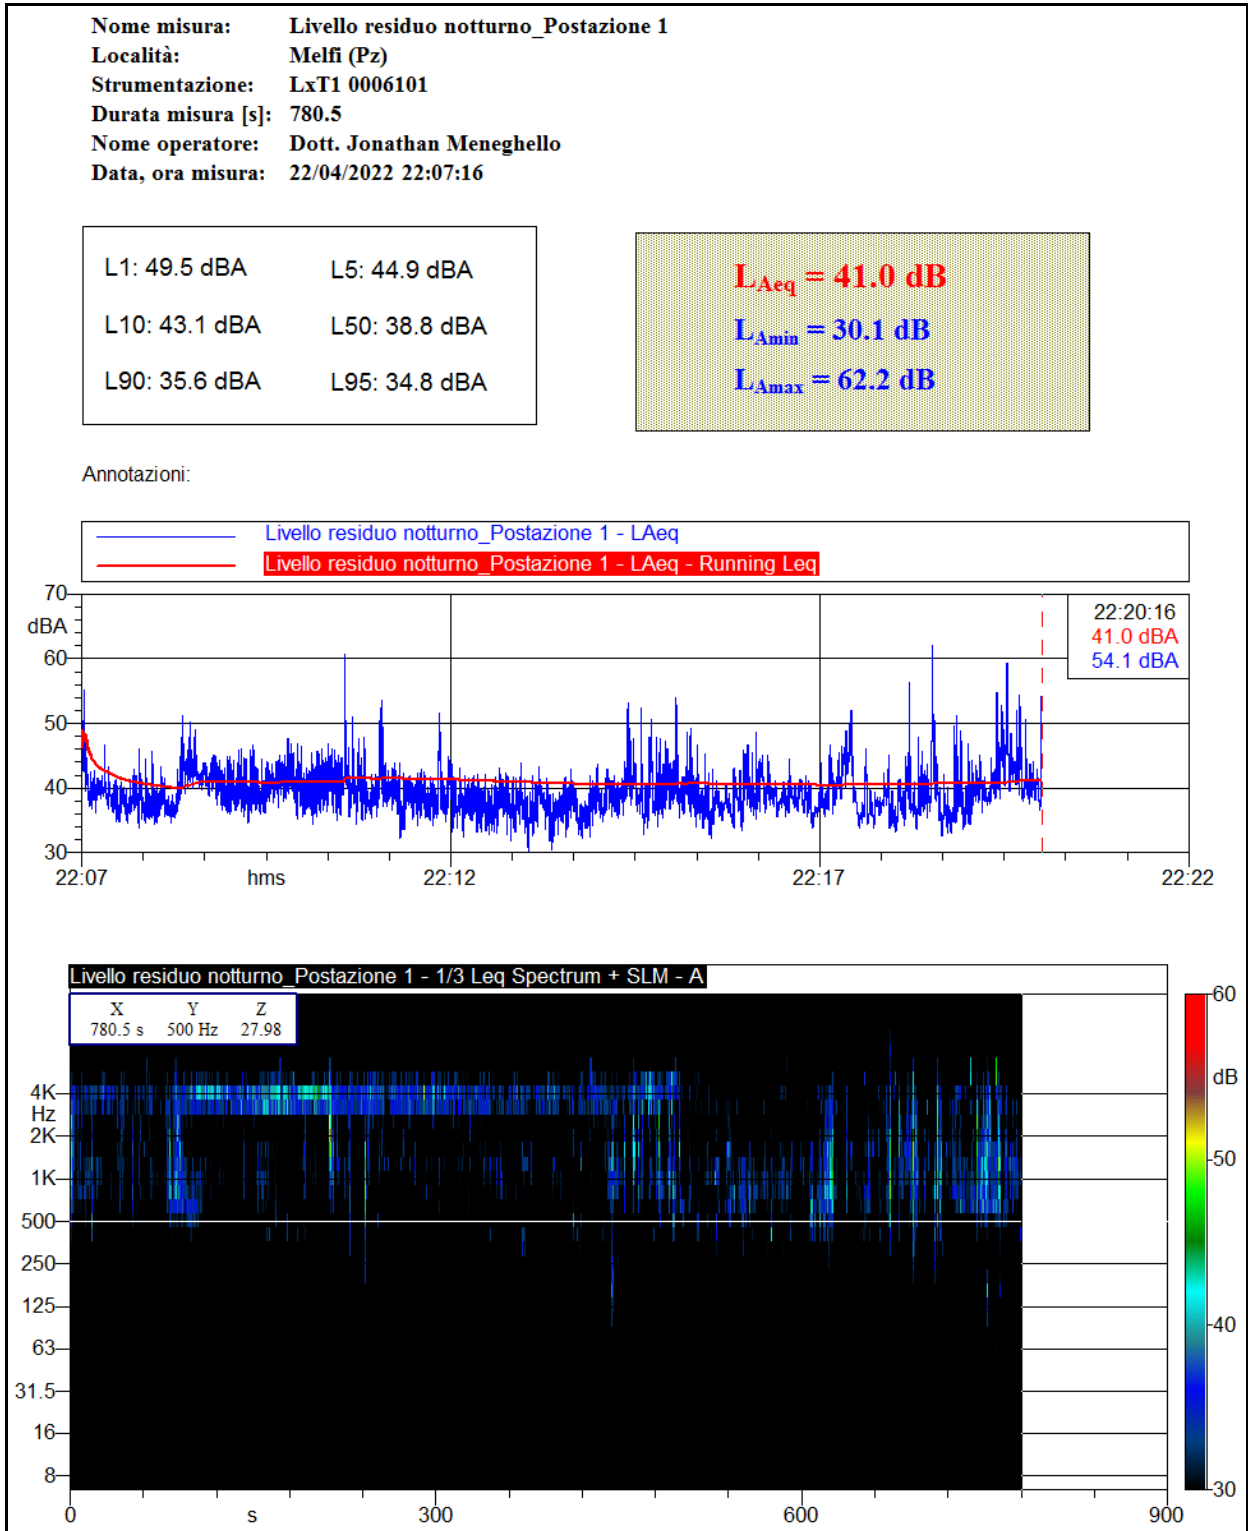 Nome misura: Livello residuo notturno_Postazione 1
Località: Melfi (Pz)
Strumentazione: LxT1 0006101
Durata misura [s]: 780.5
Nome operatore: Dott. Jonathan Meneghello
Data, ora misura: 22/04/2022 22:07:16
L1: 49.5 dBA L5: 44.9 dBA
L10: 43.1 dBA L50: 38.8 dBA
L90: 35.6 dBA L95: 34.8 dBA
LAeq = 41.0 dB
LAmin = 30.1 dB
LAmax = 62.2 dB
Annotazioni:
Livello residuo notturno_Postazione 1 - LAeq
Livello residuo notturno_Postazione 1 - LAeq - Running Leq
70
dBA
60
50
40
30
22:20:16
41.0 dBA
54.1 dBA
22:07 hms 22:12 22:17 22:22
Livello residuo notturno_Postazione 1 - 1/3 Leq Spectrum + SLM - A
X Y Z
780.5 s 500 Hz 27.98
4K
Hz
2K
1K
500
250
125
63
31.5
16
8
0 s 300 600 900
60
dB
50
40
30